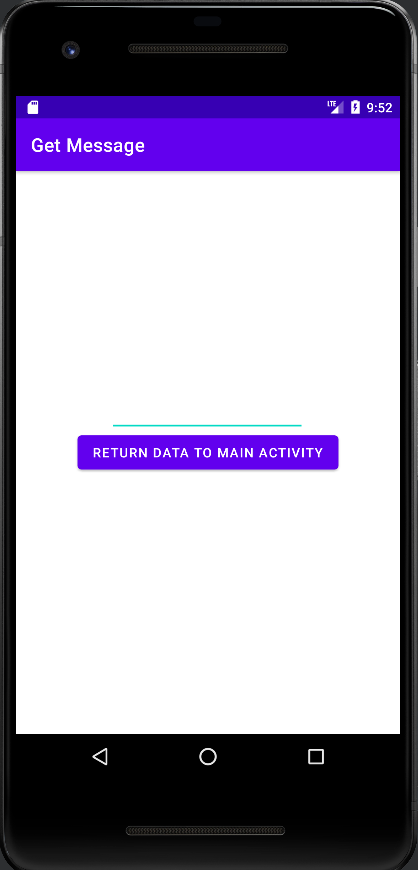 LTE 9:52
Get Message
RETURN DATA TO MAIN ACTIVITY